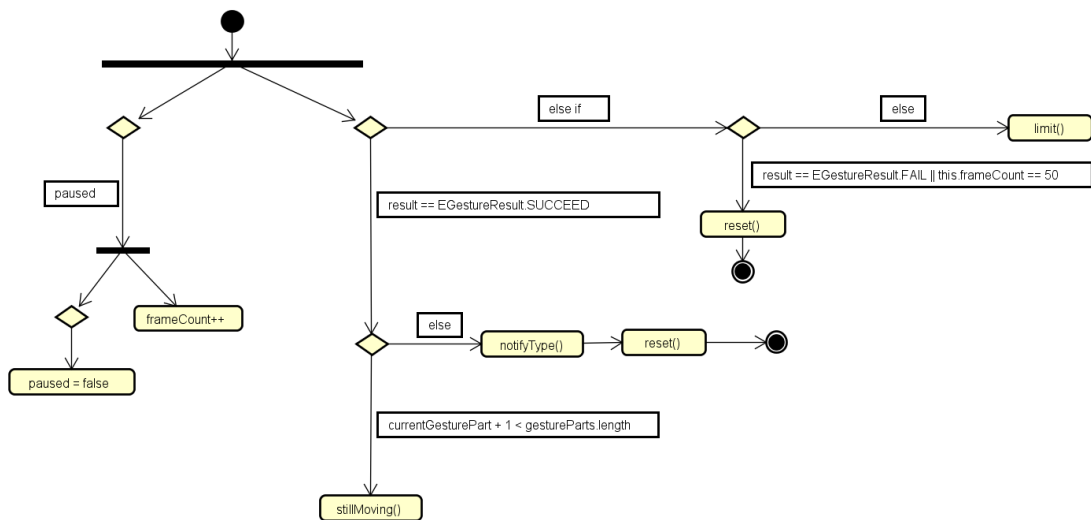 else if
else
limit()
paused
result == EGestureResult.FAIL || this.frameCount == 50
result == EGestureResult.SUCCEED
reset()
frameCount++
else
notifyType()
reset()
paused = false
currentGesturePart + 1 < gestureParts.length
stillMoving()